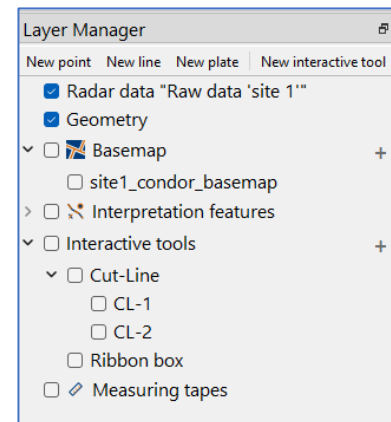 Layer Manager
New point New line New plate New interactive tool
Radar data "Raw data 'site 1'"
Geometry
Basemap
site1_condor_basemap
Interpretation features
Interactive tools
Cut-Line
CL-1
CL-2
Ribbon box
Measuring tapes